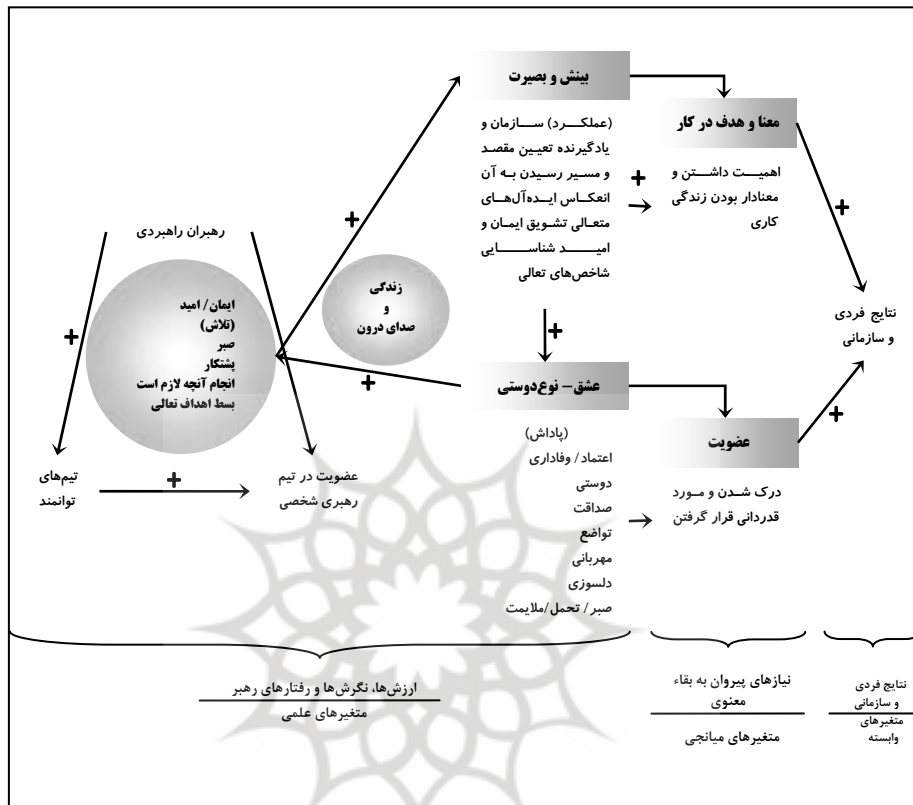 بینش و بصیرت
(عملکرد) سازمان و
یادگیرنده تعیین مقصد
و مسیر رسیدن به آن
انعکاس ایده‌آل‌های
متعالی تشویق ایمان و
امید شناسایی
شاخص‌های تعالی
معنا و هدف در کار
اهمیت داشتن و
معنادار بودن زندگی
کاری
+
+
+
نتایج فردی
و سازمانی
رهبران راهبردی
ایمان/ امید
(تلاش)
صبر
پشتکار
انجام آنچه لازم است
بسط اهداف تعالی
زندگی
و
صدای درون
+
+
+
+
عشق – نوع‌دوستی
(پاداش)
اعتماد/ وفاداری
دوستی
صداقت
تواضع
مهربانی
دلسوزی
صبر/ تحمل/ملایمت
عضویت
درک شدن و مورد
قدردانی قرار گرفتن
+
تیم‌های
توانمند
+
عضویت در تیم
رهبری شخصی
ارزش‌ها، نگرش‌ها و رفتارهای رهبر
متغیرهای علمی
نیازهای پیروان به بقاء
معنوی
متغیرهای میانجی
نتایج فردی
و سازمانی
متغیرهای
وابسته